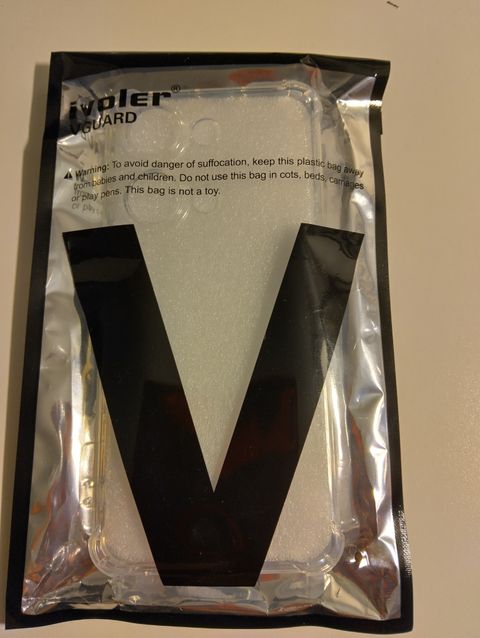 ivoler®
VGUARD
⚠ Warning: To avoid danger of suffocation, keep this plastic bag away
from babies and children. Do not use this bag in cots, beds, carriages
or play pens. This bag is not a toy.
V